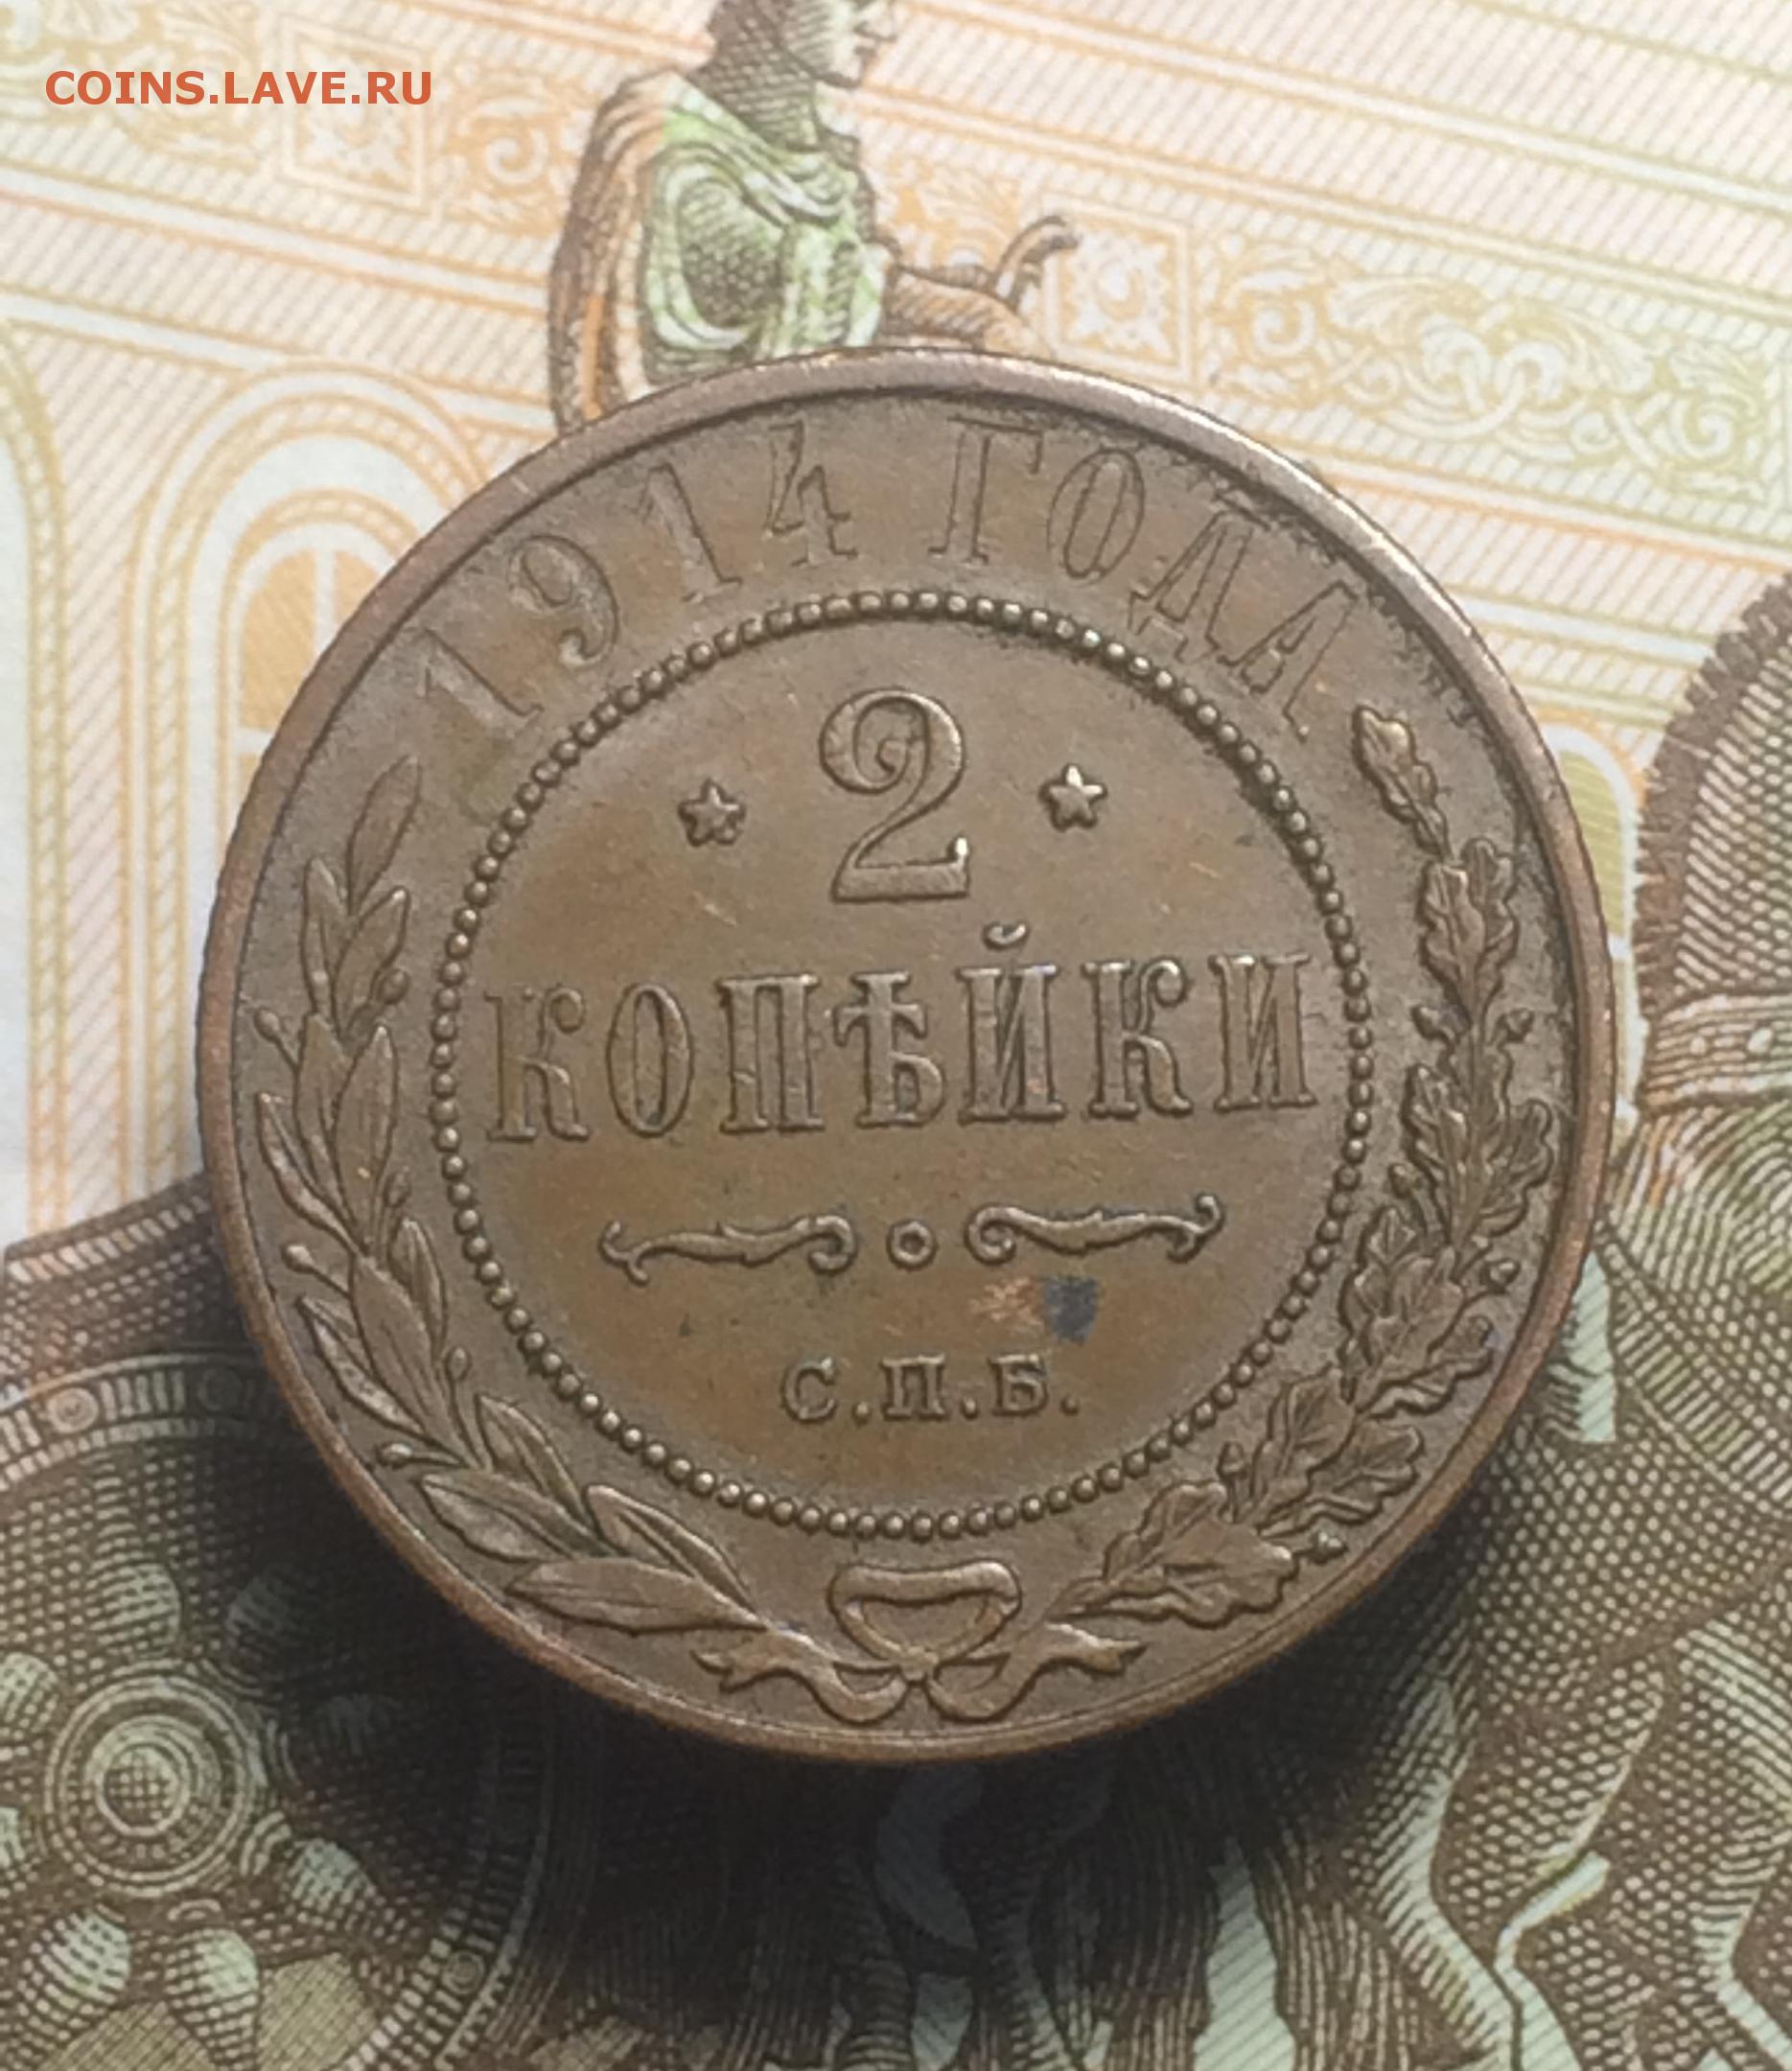 COINS.LAVE.RU
1914 ГОДА
2
КОПѢЙКИ
С.П.Б.